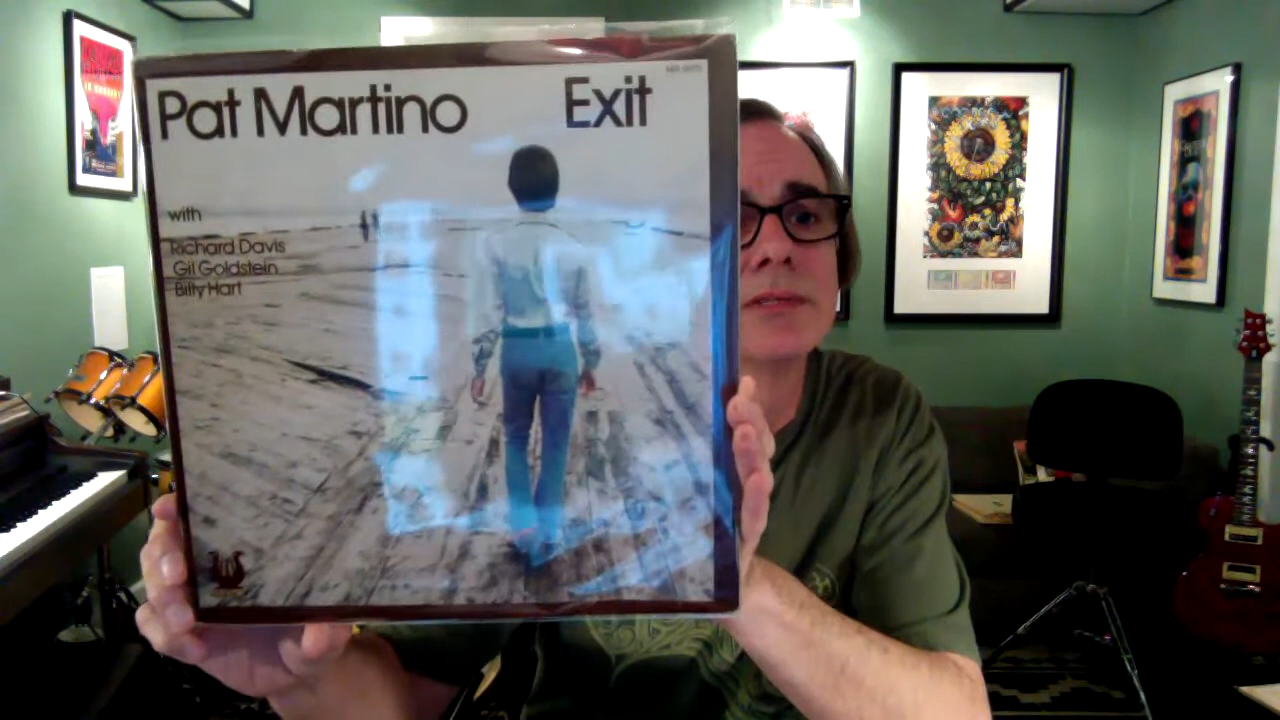 Pat Martino Exit
with
Richard Davis
Gil Goldstein
Billy Hart